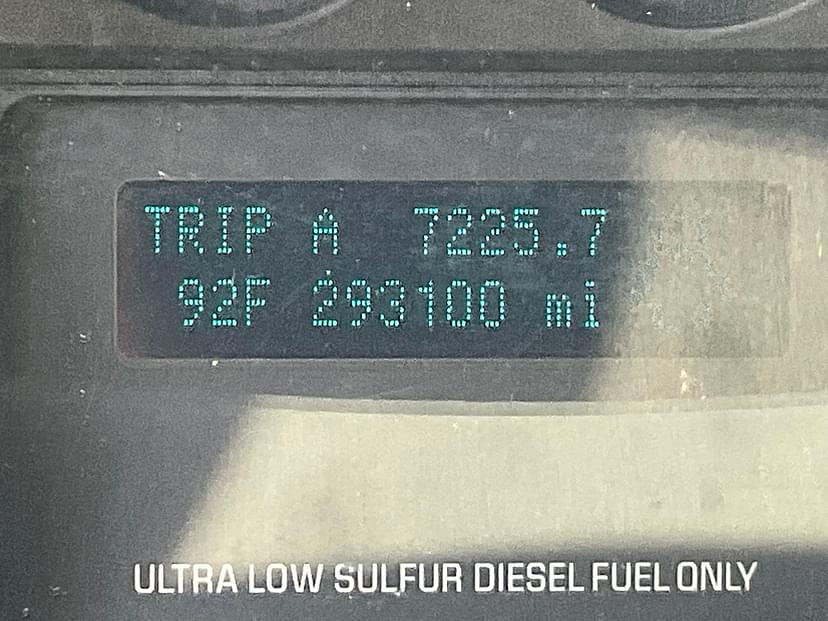 TRIP A 7225.7
92F 293100 mi
ULTRA LOW SULFUR DIESEL FUEL ONLY